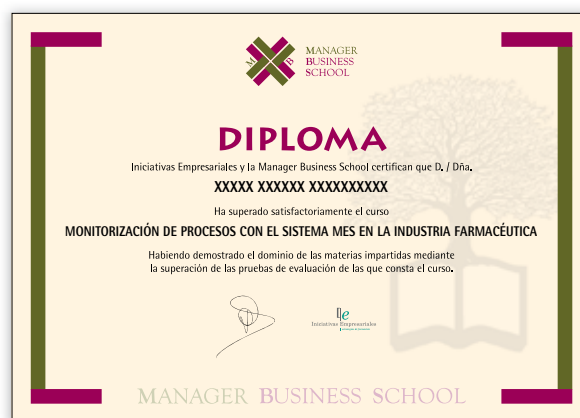 M B
MANAGER
BUSINESS
SCHOOL
DIPLOMA
Iniciativas Empresariales y la Manager Business School certifican que D. / Dña.
XXXXX XXXXXX XXXXXXXXXX
Ha superado satisfactoriamente el curso
MONITORIZACIÓN DE PROCESOS CON EL SISTEMA MES EN LA INDUSTRIA FARMACÉUTICA
Habiendo demostrado el dominio de las materias impartidas mediante
la superación de las pruebas de evaluación de las que consta el curso.
Ie
Iniciativas Empresariales
MANAGER BUSINESS SCHOOL